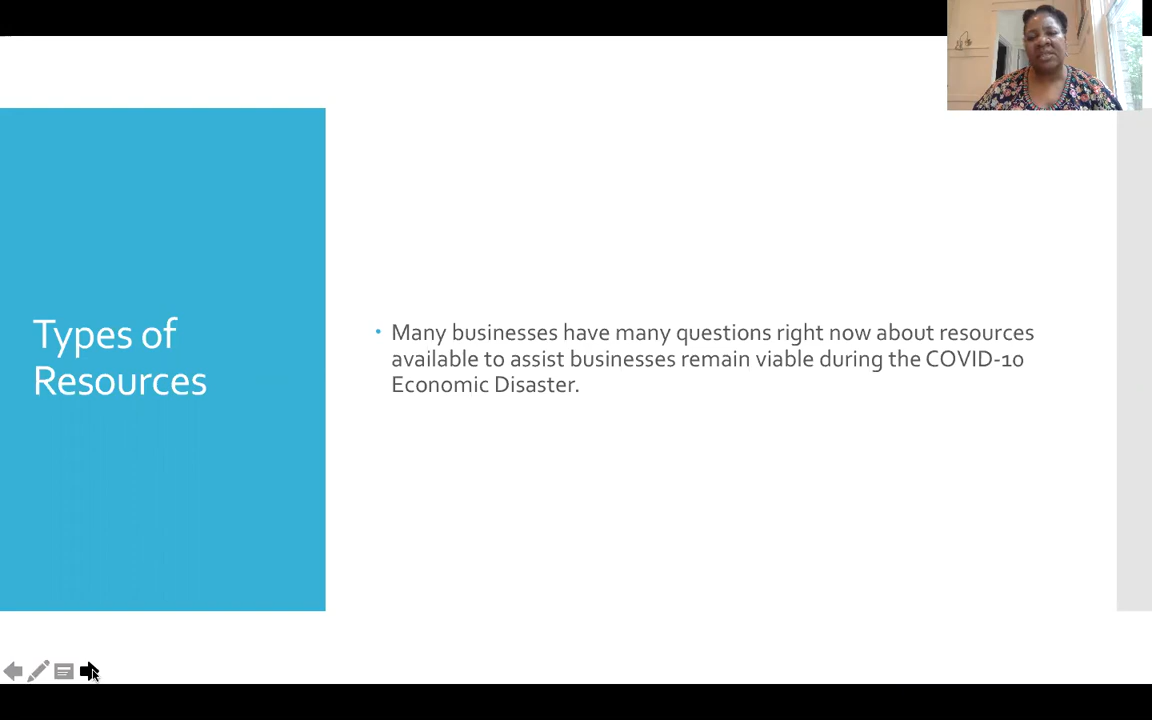 Types of
Resources
• Many businesses have many questions right now about resources
available to assist businesses remain viable during the COVID-10
Economic Disaster.